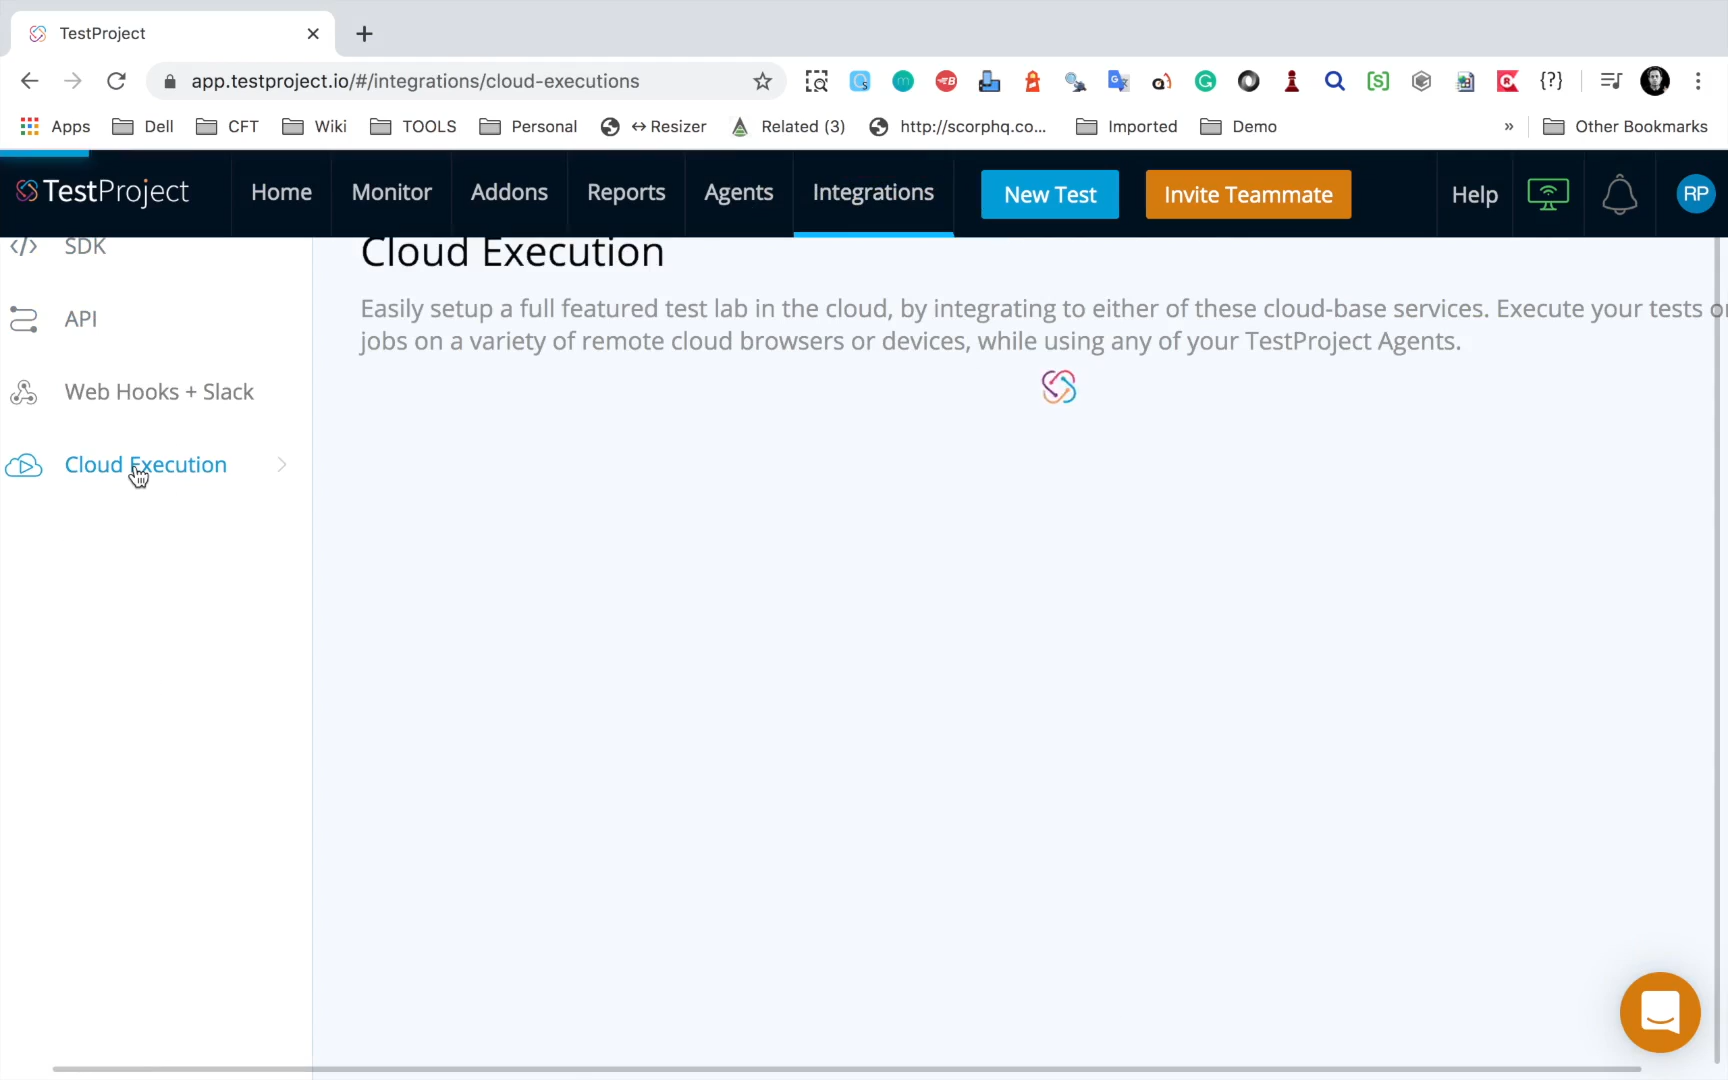 TestProject
app.testproject.io/#/integrations/cloud-executions
Apps Dell CFT Wiki TOOLS Personal ↔Resizer Related (3) http://scorphq.co... Imported Demo » Other Bookmarks
TestProject Home Monitor Addons Reports Agents Integrations New Test Invite Teammate Help RP
SDK
API
Web Hooks + Slack
Cloud Execution
Cloud Execution
Easily setup a full featured test lab in the cloud, by integrating to either of these cloud-base services. Execute your tests or
jobs on a variety of remote cloud browsers or devices, while using any of your TestProject Agents.